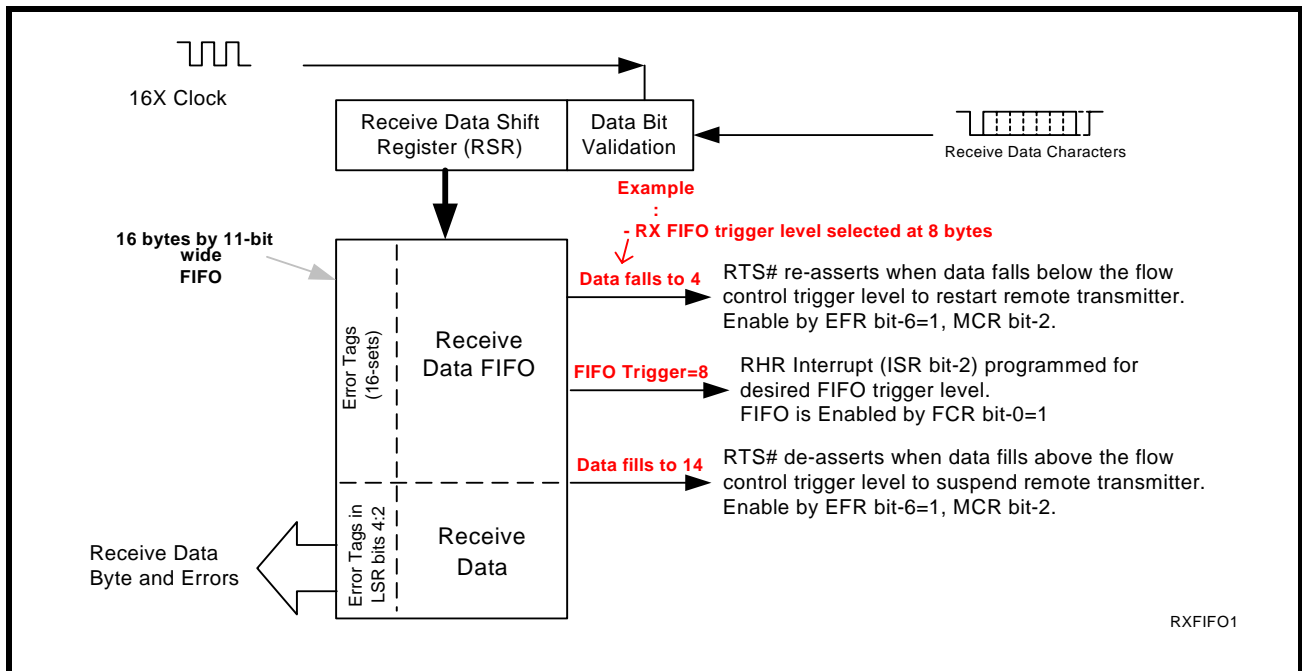 16X Clock
Receive Data Shift
Register (RSR)
Data Bit
Validation
Receive Data Characters
Example
:
- RX FIFO trigger level selected at 8 bytes
16 bytes by 11-bit
wide
FIFO
Error Tags
(16-sets)
Receive
Data FIFO
Data falls to 4
RTS# re-asserts when data falls below the flow
control trigger level to restart remote transmitter.
Enable by EFR bit-6=1, MCR bit-2.
FIFO Trigger=8
RHR Interrupt (ISR bit-2) programmed for
desired FIFO trigger level.
FIFO is Enabled by FCR bit-0=1
Data fills to 14
RTS# de-asserts when data fills above the flow
control trigger level to suspend remote transmitter.
Enable by EFR bit-6=1, MCR bit-2.
Error Tags in
LSR bits 4:2
Receive
Data
Receive Data
Byte and Errors
RXFIFO1